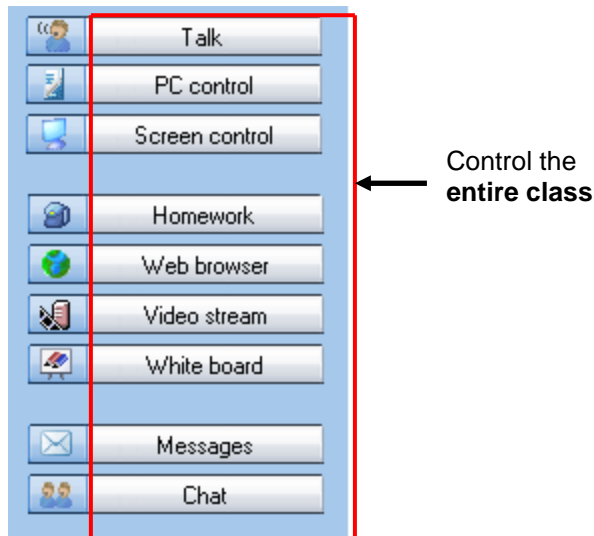 Talk
PC control
Screen control
Control the
entire class
Homework
Web browser
Video stream
White board
Messages
Chat